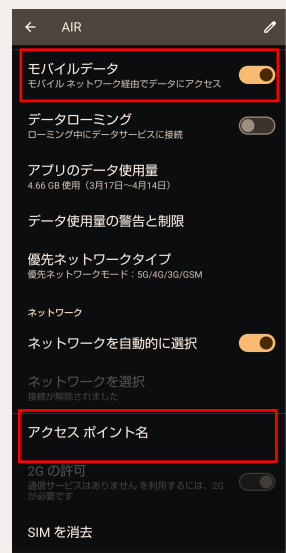 AIR
モバイルデータ
モバイル ネットワーク経由でデータにアクセス
データローミング
ローミング中にデータサービスに接続
アプリのデータ使用量
4.66 GB 使用（3月17日～4月14日）
データ使用量の警告と制限
優先ネットワークタイプ
優先ネットワークモード：5G/4G/3G/GSM
ネットワーク
ネットワークを自動的に選択
ネットワークを選択
接続が解除されました
アクセス ポイント名
2G の許可
通信サービスはありません を利用するには、2G
が必要です
SIM を消去